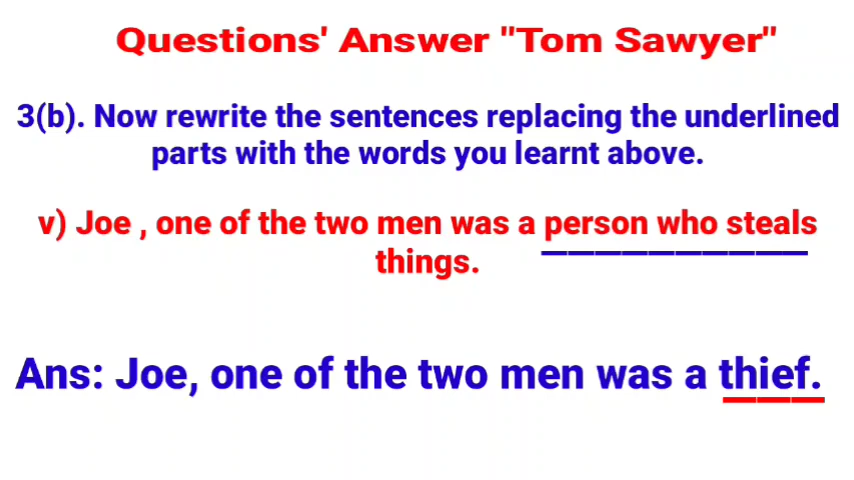 Questions' Answer "Tom Sawyer"
3(b). Now rewrite the sentences replacing the underlined
parts with the words you learnt above.
v) Joe , one of the two men was a person who steals
things.
Ans: Joe, one of the two men was a thief.